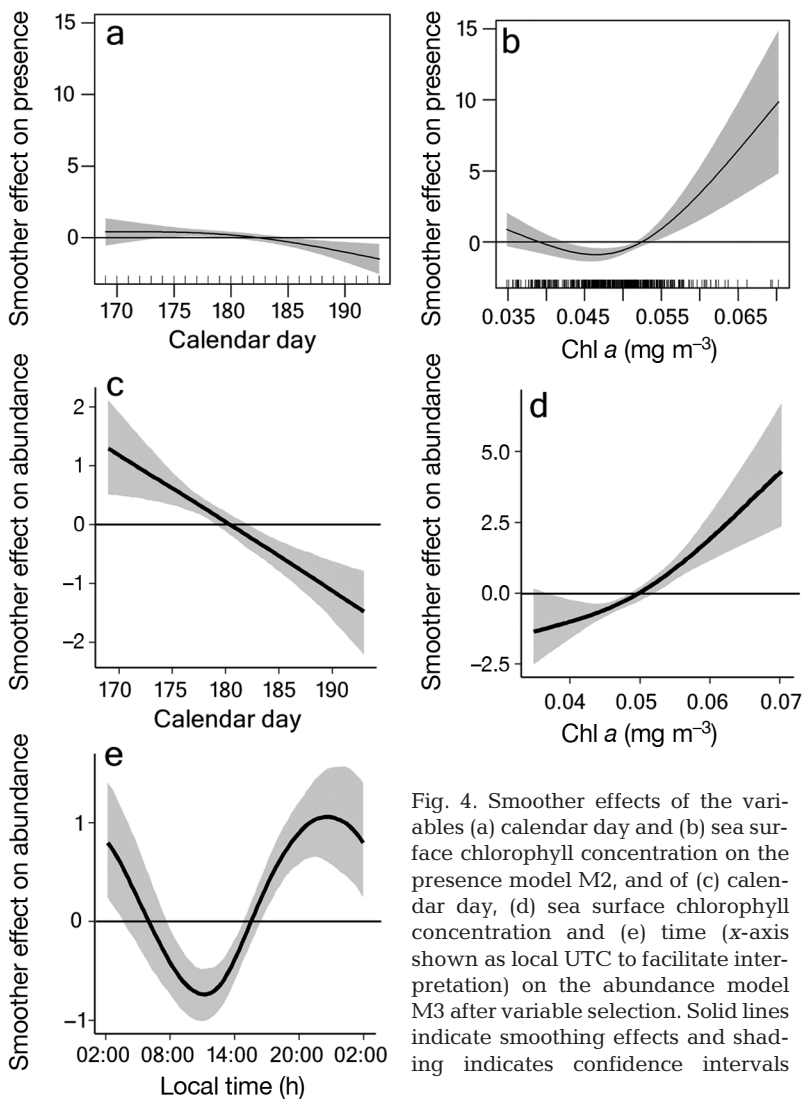 a
Smoother effect on presence
15
10
5
0
170 175 180 185 190
Calendar day
b
Smoother effect on presence
15
10
5
0
0.035 0.045 0.055 0.065
Chl a (mg m⁻³)
c
Smoother effect on abundance
2
1
0
–1
–2
170 175 180 185 190
Calendar day
d
Smoother effect on abundance
5.0
2.5
0.0
–2.5
0.04 0.05 0.06 0.07
Chl a (mg m⁻³)
e
Smoother effect on abundance
1
0
–1
02:00 08:00 14:00 20:00 02:00
Local time (h)
Fig. 4. Smoother effects of the vari-
ables (a) calendar day and (b) sea sur-
face chlorophyll concentration on the
presence model M2, and of (c) calen-
dar day, (d) sea surface chlorophyll
concentration and (e) time (x-axis
shown as local UTC to facilitate inter-
pretation) on the abundance model
M3 after variable selection. Solid lines
indicate smoothing effects and shad-
ing indicates confidence intervals